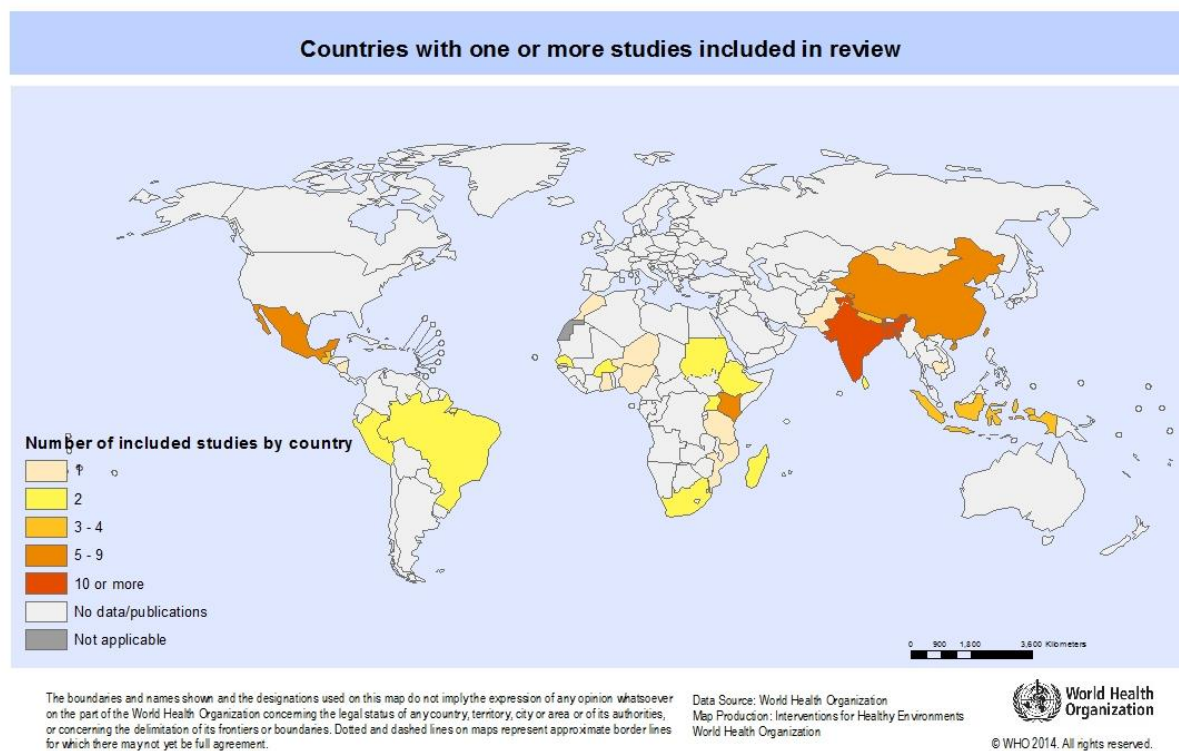 Countries with one or more studies included in review
Number of included studies by country
1
2
3 - 4
5 - 9
10 or more
No data/publications
Not applicable
0 900 1,800 3,600 Kilometers
The boundaries and names shown and the designations used on this map do not imply the expression of any opinion whatsoever
on the part of the World Health Organization concerning the legal status of any country, territory, city or area or of its authorities,
or concerning the delimitation of its frontiers or boundaries. Dotted and dashed lines on maps represent approximate border lines
for which there may not yet be full agreement.
Data Source: World Health Organization
Map Production: Interventions for Healthy Environments
World Health Organization
World Health
Organization
© WHO 2014. All rights reserved.